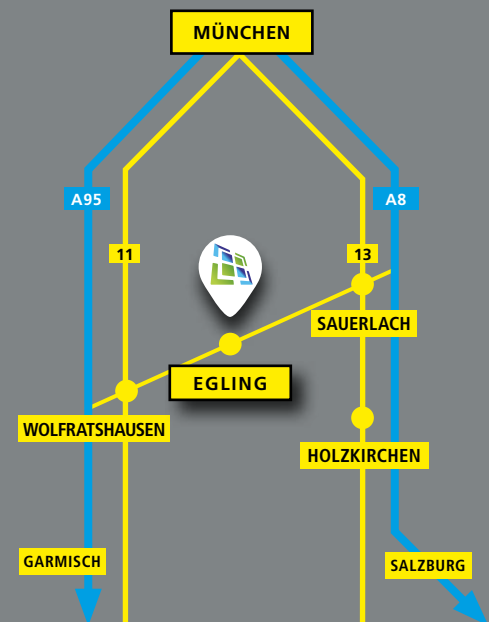 MÜNCHEN
A95
A8
11
13
SAUERLACH
EGLING
WOLFRATSHAUSEN
HOLZKIRCHEN
GARMISCH
SALZBURG